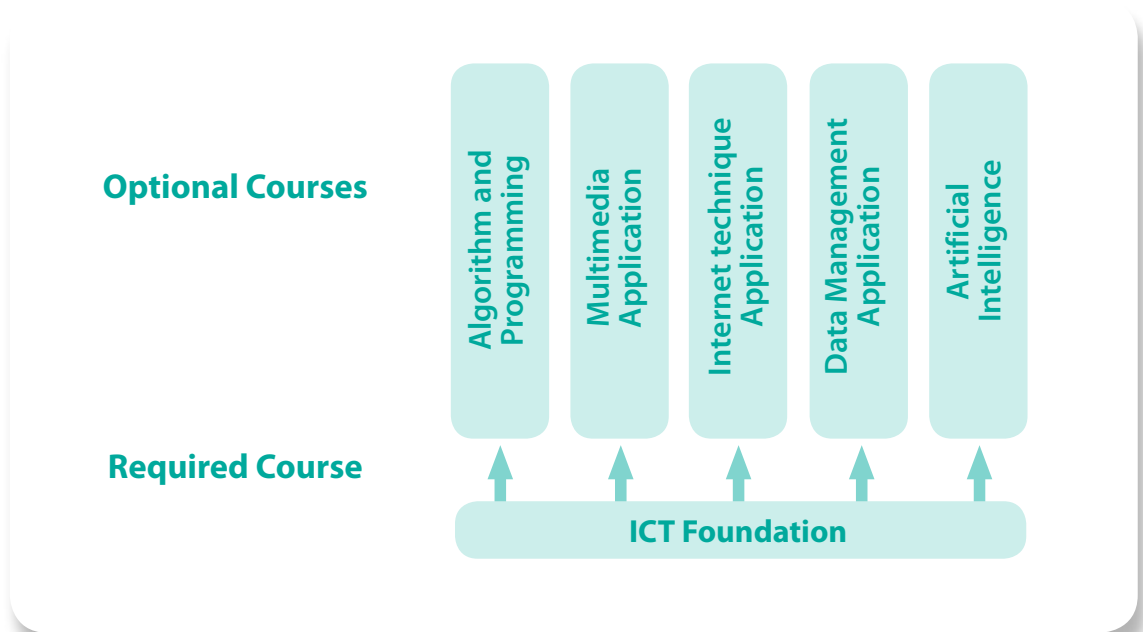 Optional Courses
Algorithm and
Programming
Multimedia
Application
Internet technique
Application
Data Management
Application
Artificial
Intelligence
Required Course
ICT Foundation